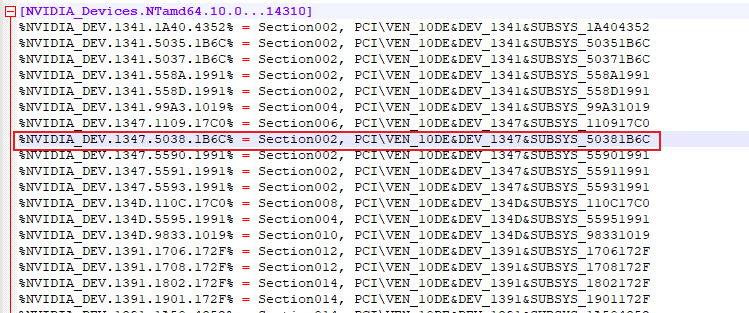 [NVIDIA_Devices.NTamd64.10.0...14310]
%NVIDIA_DEV.1341.1A40.4352% = Section002, PCI\VEN_10DE&DEV_1341&SUBSYS_1A404352
%NVIDIA_DEV.1341.5035.1B6C% = Section002, PCI\VEN_10DE&DEV_1341&SUBSYS_50351B6C
%NVIDIA_DEV.1341.5037.1B6C% = Section002, PCI\VEN_10DE&DEV_1341&SUBSYS_50371B6C
%NVIDIA_DEV.1341.558A.1991% = Section002, PCI\VEN_10DE&DEV_1341&SUBSYS_558A1991
%NVIDIA_DEV.1341.558D.1991% = Section002, PCI\VEN_10DE&DEV_1341&SUBSYS_558D1991
%NVIDIA_DEV.1341.99A3.1019% = Section004, PCI\VEN_10DE&DEV_1341&SUBSYS_99A31019
%NVIDIA_DEV.1347.1109.17C0% = Section006, PCI\VEN_10DE&DEV_1347&SUBSYS_110917C0
%NVIDIA_DEV.1347.5038.1B6C% = Section002, PCI\VEN_10DE&DEV_1347&SUBSYS_50381B6C
%NVIDIA_DEV.1347.5590.1991% = Section002, PCI\VEN_10DE&DEV_1347&SUBSYS_55901991
%NVIDIA_DEV.1347.5591.1991% = Section002, PCI\VEN_10DE&DEV_1347&SUBSYS_55911991
%NVIDIA_DEV.1347.5593.1991% = Section002, PCI\VEN_10DE&DEV_1347&SUBSYS_55931991
%NVIDIA_DEV.134D.110C.17C0% = Section008, PCI\VEN_10DE&DEV_134D&SUBSYS_110C17C0
%NVIDIA_DEV.134D.5595.1991% = Section004, PCI\VEN_10DE&DEV_134D&SUBSYS_55951991
%NVIDIA_DEV.134D.9833.1019% = Section010, PCI\VEN_10DE&DEV_134D&SUBSYS_98331019
%NVIDIA_DEV.1391.1706.172F% = Section012, PCI\VEN_10DE&DEV_1391&SUBSYS_1706172F
%NVIDIA_DEV.1391.1708.172F% = Section012, PCI\VEN_10DE&DEV_1391&SUBSYS_1708172F
%NVIDIA_DEV.1391.1802.172F% = Section014, PCI\VEN_10DE&DEV_1391&SUBSYS_1802172F
%NVIDIA_DEV.1391.1901.172F% = Section014, PCI\VEN_10DE&DEV_1391&SUBSYS_1901172F